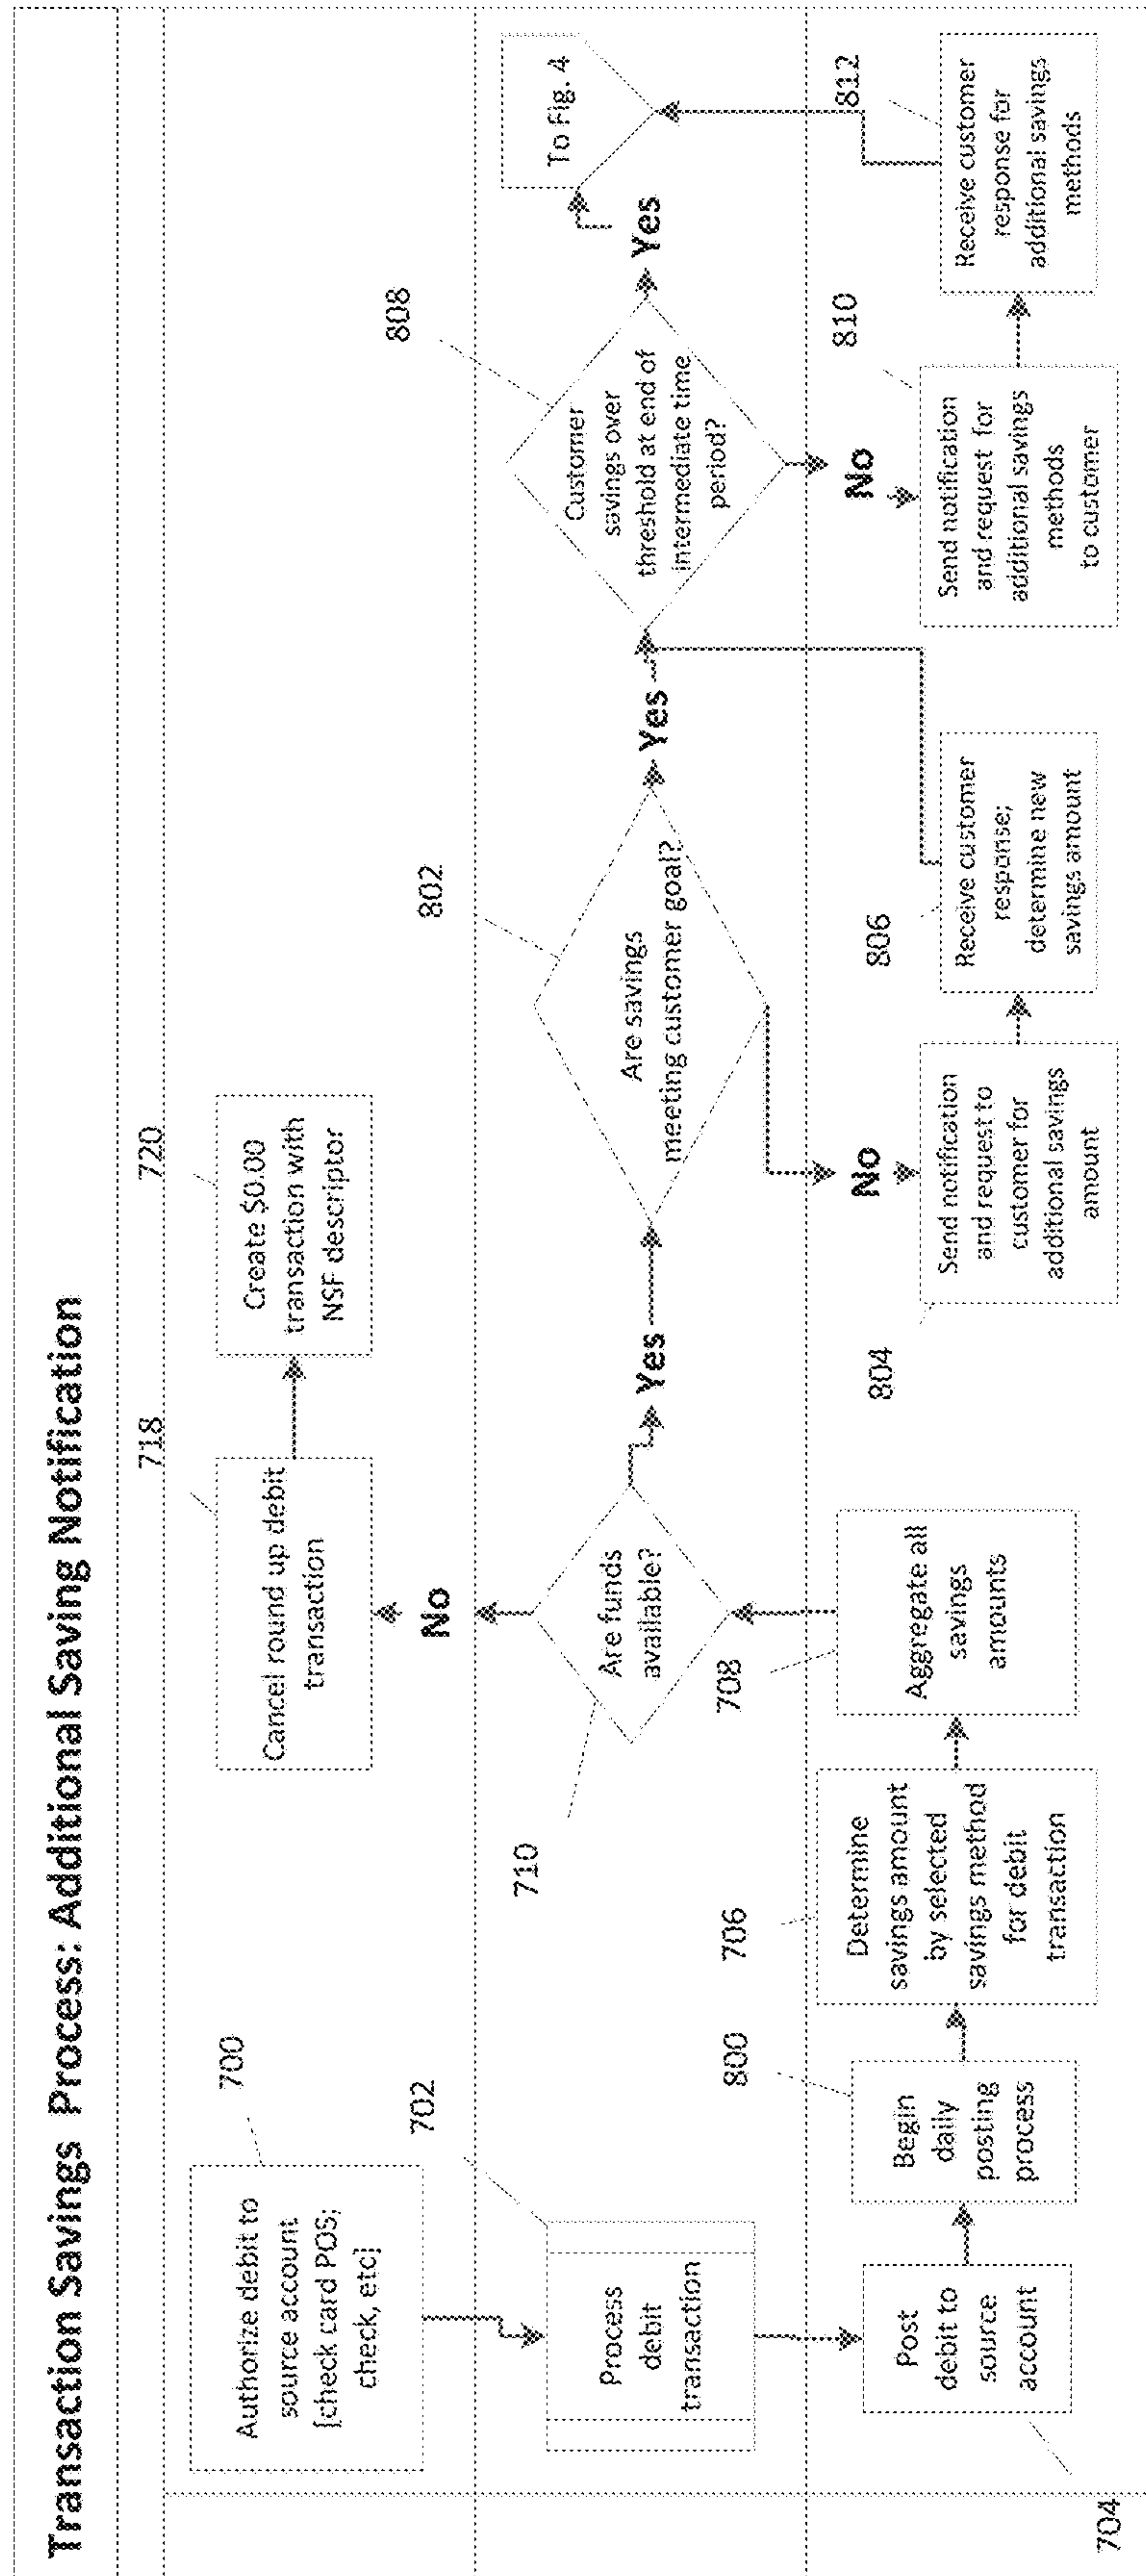 Transaction Savings Process: Additional Saving Notification
700
Authorize debit to
source account
[check card POS;
check, etc]
702
Process
debit
transaction
704
Post
debit to
source
account
800
Begin
daily
posting
process
706
Determine
savings amount
by selected
savings method
for debit
transaction
708
Aggregate all
savings
amounts
710
Are funds
available?
No
718
Cancel round up debit
transaction
720
Create $0.00
transaction with
NSF descriptor
Yes
802
Are savings
meeting customer goal?
No
804
Send notification
and request to
customer for
additional savings
amount
806
Receive customer
response;
determine new
savings amount
Yes
808
Customer
savings over
threshold at end of
intermediate time
period?
No
810
Send notification
and request for
additional savings
methods
to customer
812
Receive customer
response for
additional savings
methods
Yes
To Fig. 4